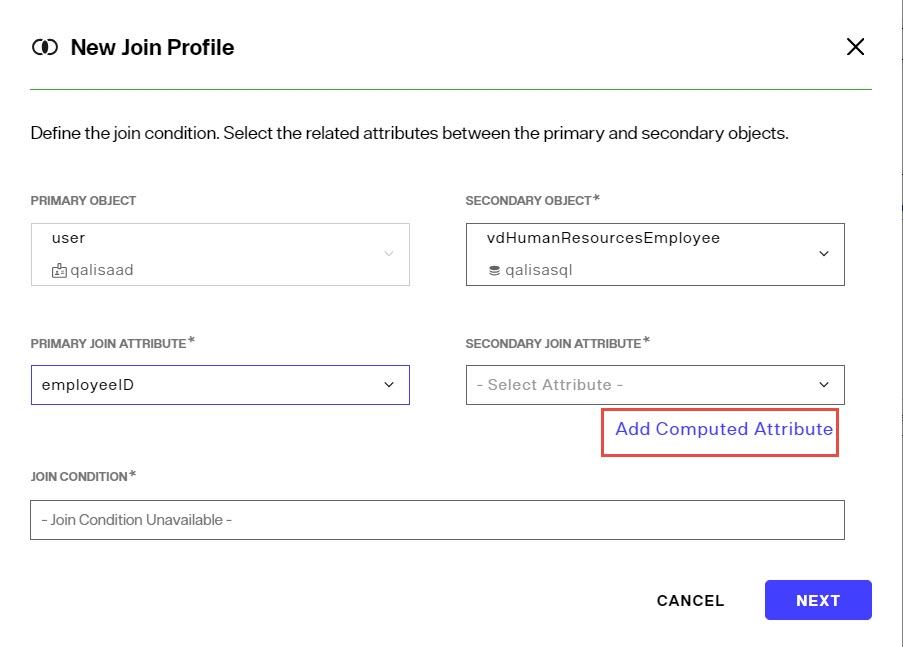 New Join Profile
Define the join condition. Select the related attributes between the primary and secondary objects.
PRIMARY OBJECT
user
qalisaad
SECONDARY OBJECT*
vdHumanResourcesEmployee
qalisasql
PRIMARY JOIN ATTRIBUTE*
employeeID
SECONDARY JOIN ATTRIBUTE*
- Select Attribute -
Add Computed Attribute
JOIN CONDITION*
- Join Condition Unavailable -
CANCEL
NEXT